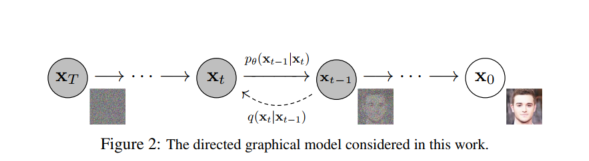 p_θ(x_{t−1}|x_t)
x_T → ⋯ → x_t → x_{t−1} → ⋯ → x_0
q(x_t|x_{t−1})
Figure 2: The directed graphical model considered in this work.